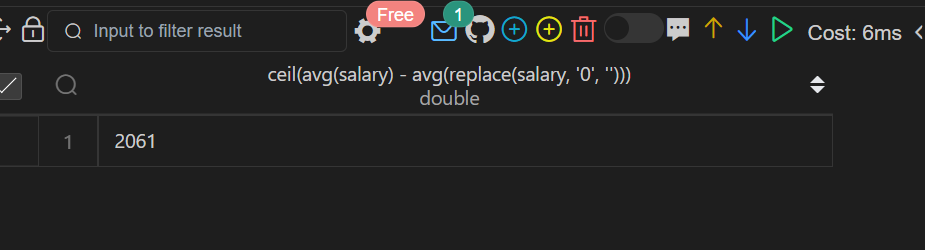 Free
1
Input to filter result
Cost: 6ms
ceil(avg(salary) - avg(replace(salary, '0', '')))
double
1
2061